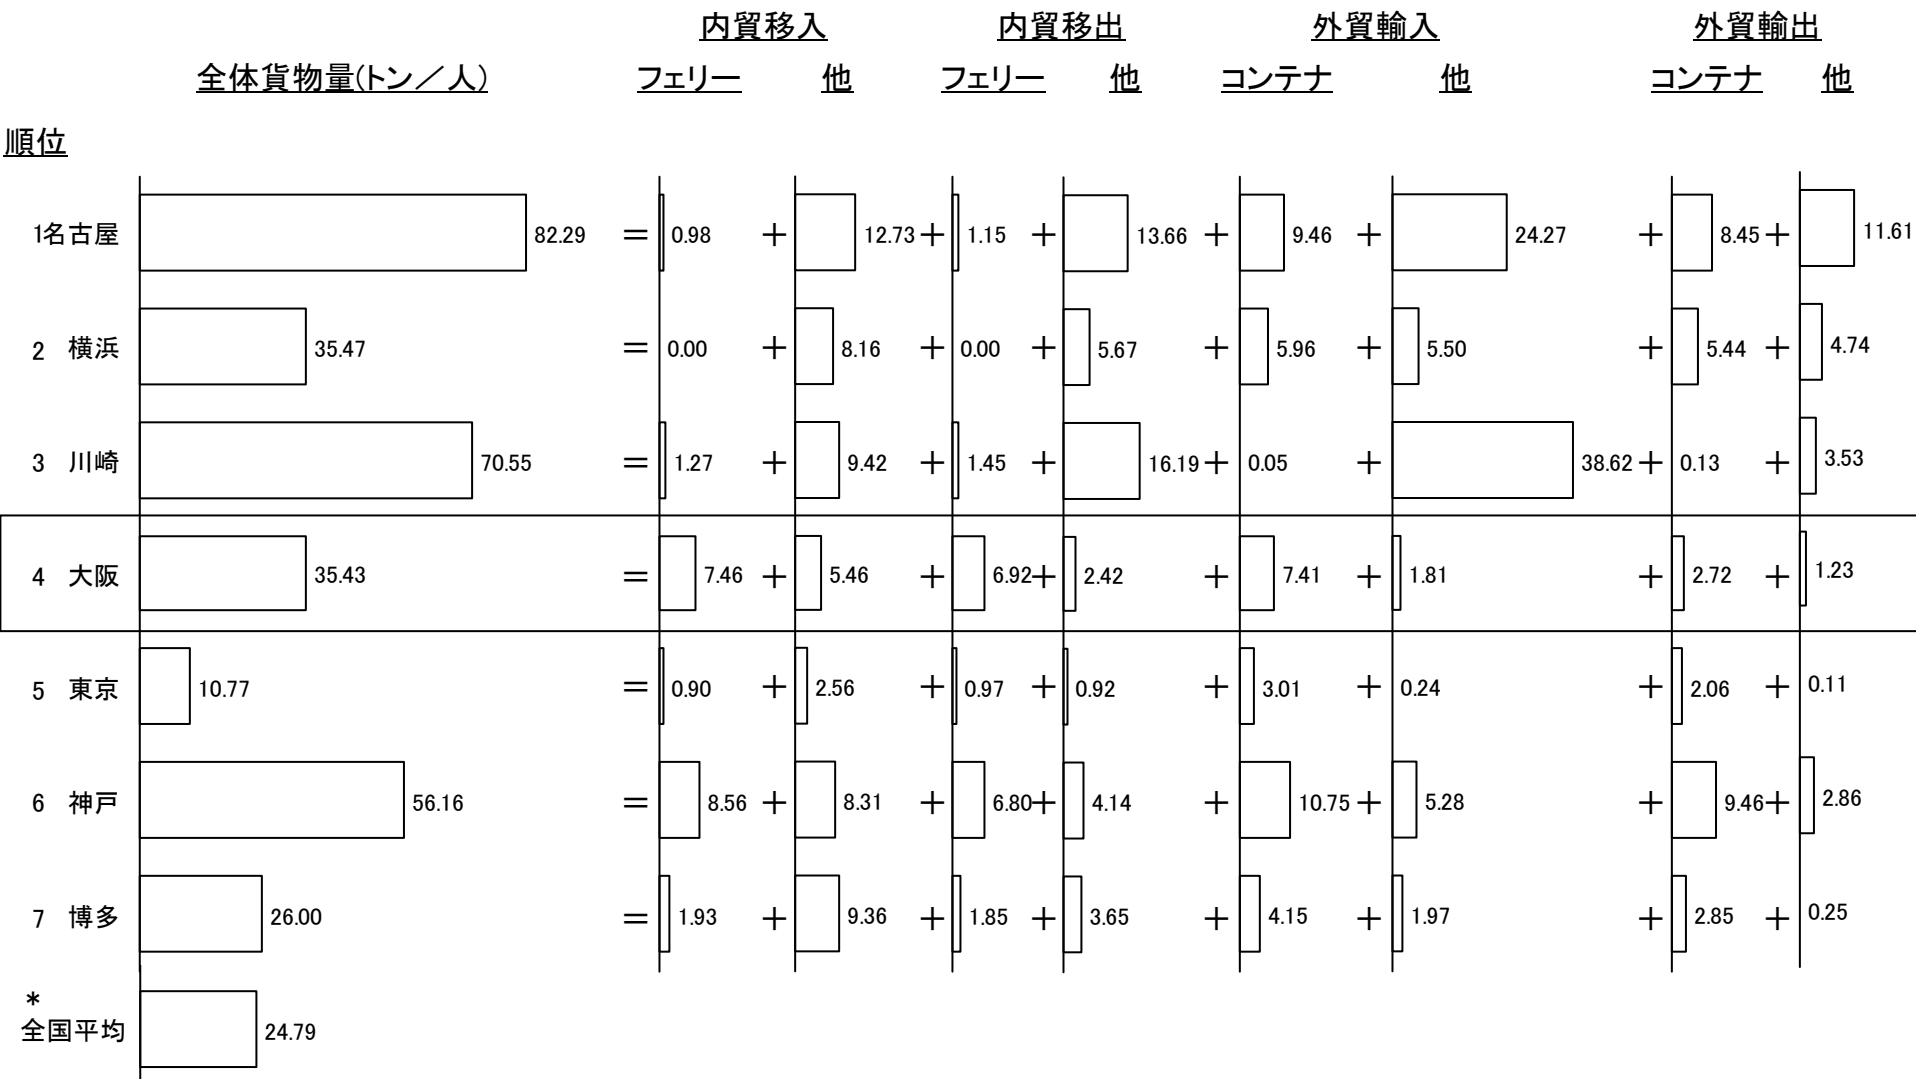 内貿移入 内貿移出 外貿輸入 外貿輸出
全体貨物量(トン／人) フェリー 他 フェリー 他 コンテナ 他 コンテナ 他
順位
1名古屋 82.29 ＝ 0.98 ＋ 12.73 ＋ 1.15 ＋ 13.66 ＋ 9.46 ＋ 24.27 ＋ 8.45 ＋ 11.61
2 横浜 35.47 ＝ 0.00 ＋ 8.16 ＋ 0.00 ＋ 5.67 ＋ 5.96 ＋ 5.50 ＋ 5.44 ＋ 4.74
3 川崎 70.55 ＝ 1.27 ＋ 9.42 ＋ 1.45 ＋ 16.19 ＋ 0.05 ＋ 38.62 ＋ 0.13 ＋ 3.53
4 大阪 35.43 ＝ 7.46 ＋ 5.46 ＋ 6.92 ＋ 2.42 ＋ 7.41 ＋ 1.81 ＋ 2.72 ＋ 1.23
5 東京 10.77 ＝ 0.90 ＋ 2.56 ＋ 0.97 ＋ 0.92 ＋ 3.01 ＋ 0.24 ＋ 2.06 ＋ 0.11
6 神戸 56.16 ＝ 8.56 ＋ 8.31 ＋ 6.80 ＋ 4.14 ＋ 10.75 ＋ 5.28 ＋ 9.46 ＋ 2.86
7 博多 26.00 ＝ 1.93 ＋ 9.36 ＋ 1.85 ＋ 3.65 ＋ 4.15 ＋ 1.97 ＋ 2.85 ＋ 0.25
*
全国平均 24.79